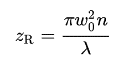 z_R = \frac{\pi w_0^2 n}{\lambda}